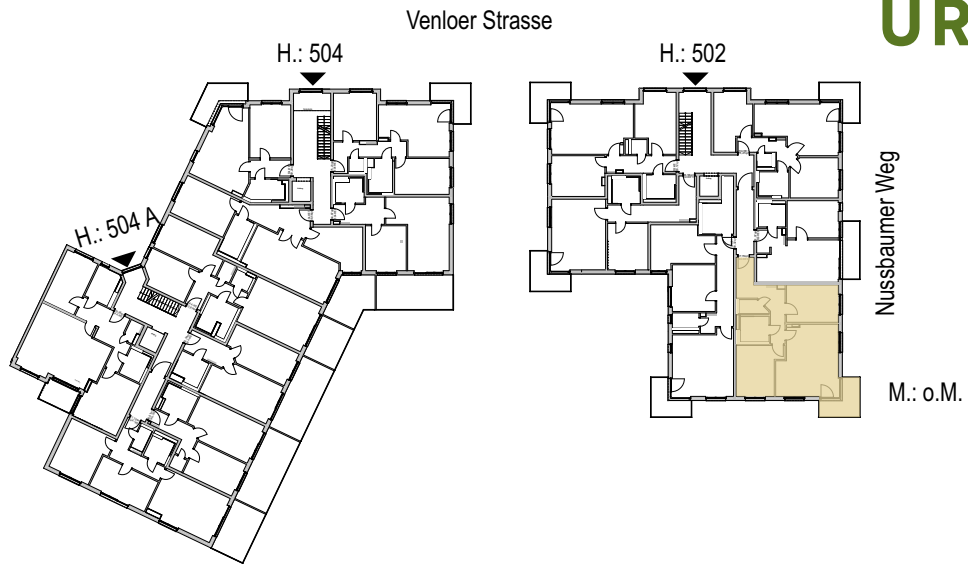 Venloer Strasse
UR
H.: 504
H.: 502
H.: 504 A
Nussbaumer Weg
M.: o.M.